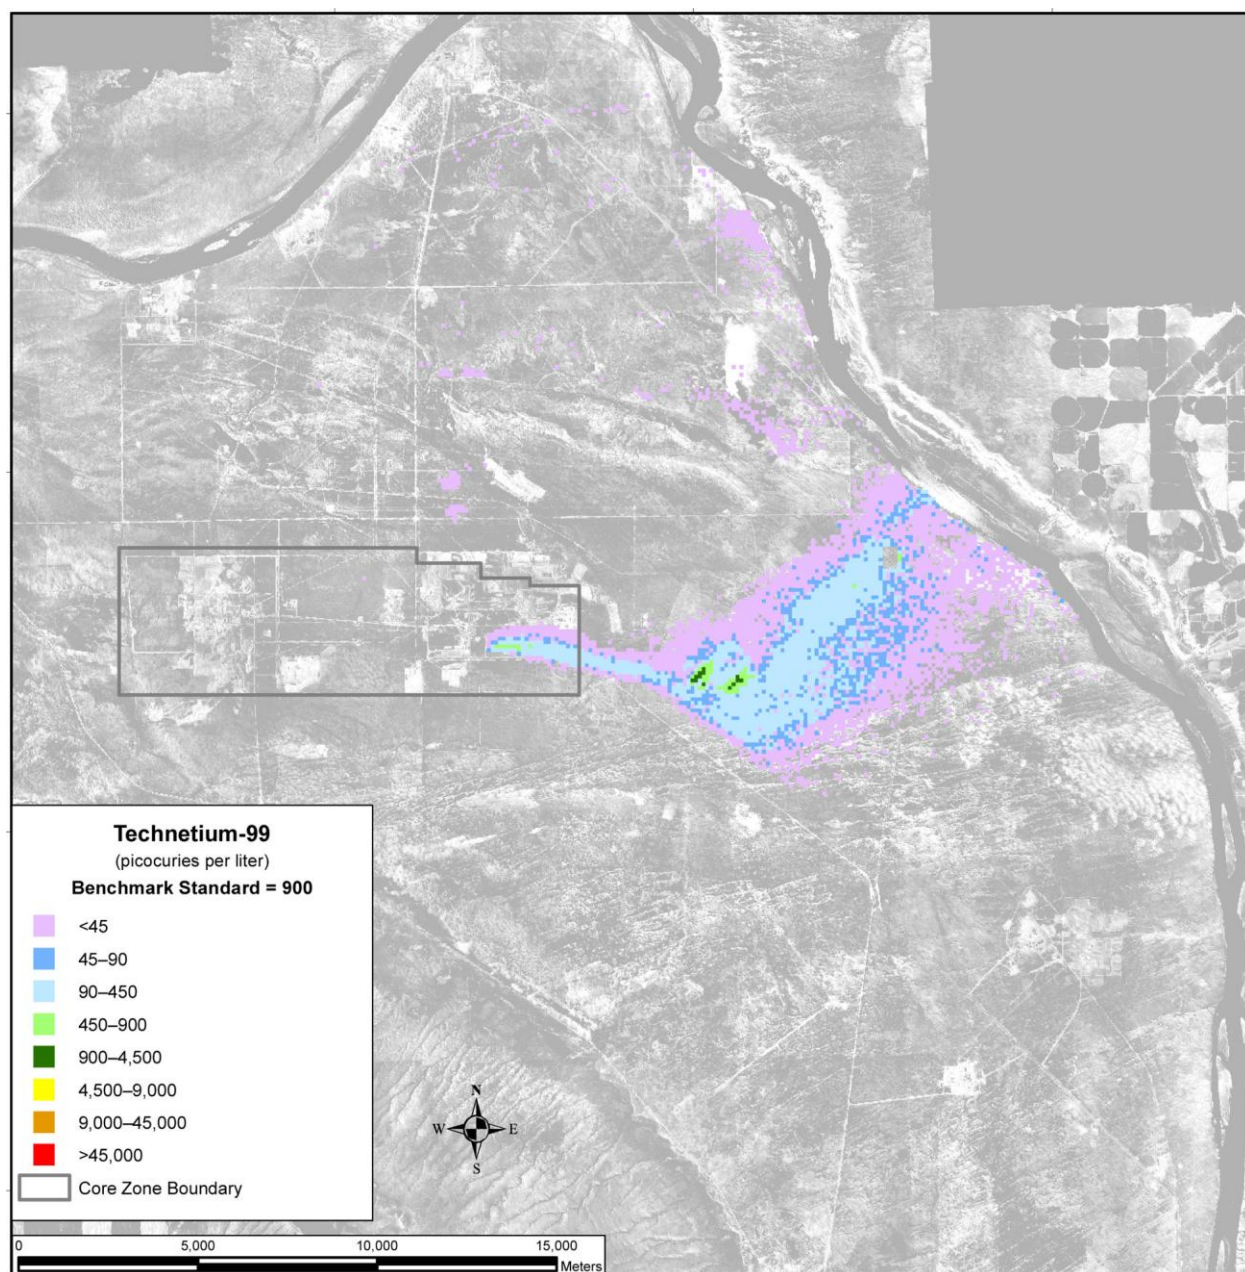 N
W E
S
Technetium-99
(picocuries per liter)
Benchmark Standard = 900
<45
45–90
90–450
450–900
900–4,500
4,500–9,000
9,000–45,000
>45,000
Core Zone Boundary
0 5,000 10,000 15,000
Meters